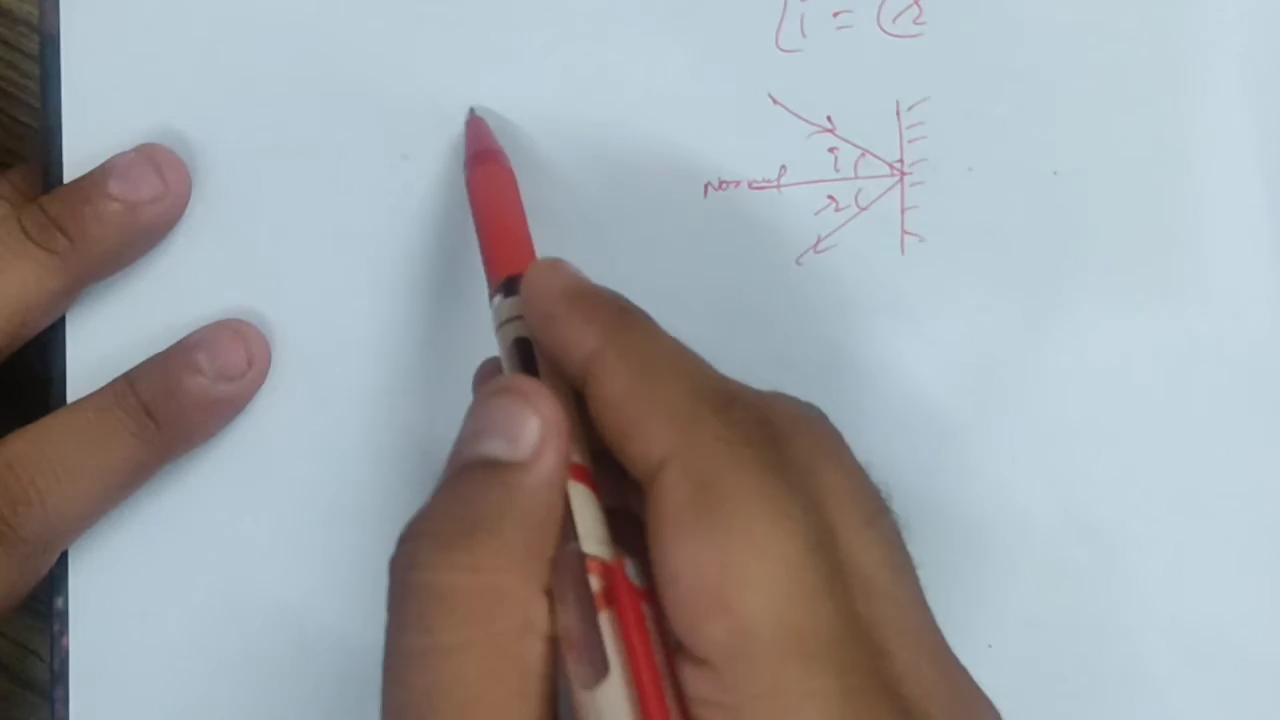 ∠i = ∠r
i
Normal
r